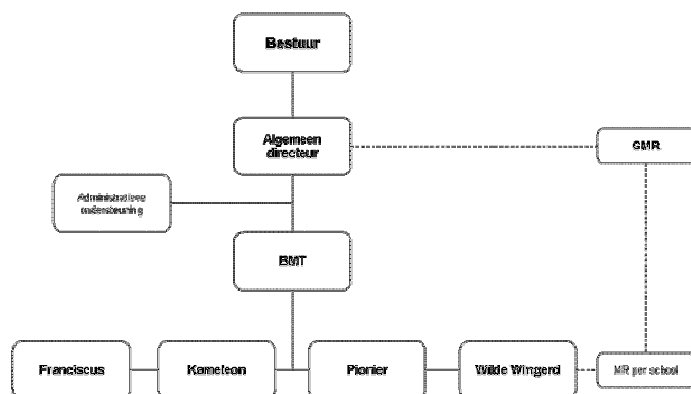 Bestuur
Algemeen
directeur
GMR
Administratieve
ondersteuning
BMT
Franciscus
Kameleon
Pionier
Wilde Wingerd
MR per school